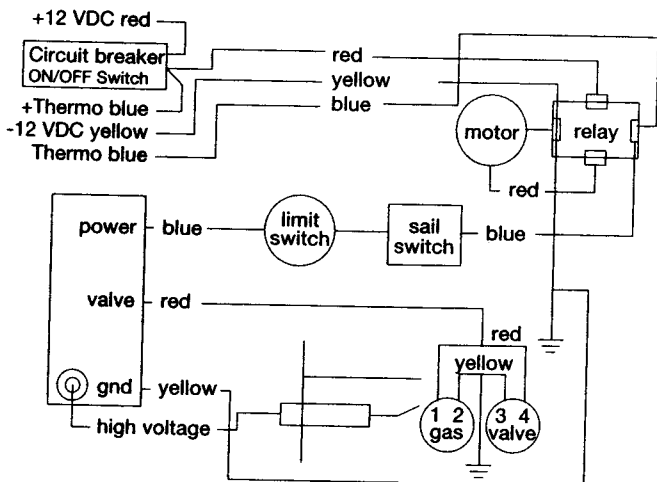 +12 VDC red
Circuit breaker
ON/OFF Switch
red
yellow
+Thermo blue
blue
-12 VDC yellow
Thermo blue
motor
relay
red
power
blue
limit
switch
sail
switch
blue
valve
red
red
yellow
gnd
yellow
1 2
gas
3 4
valve
high voltage